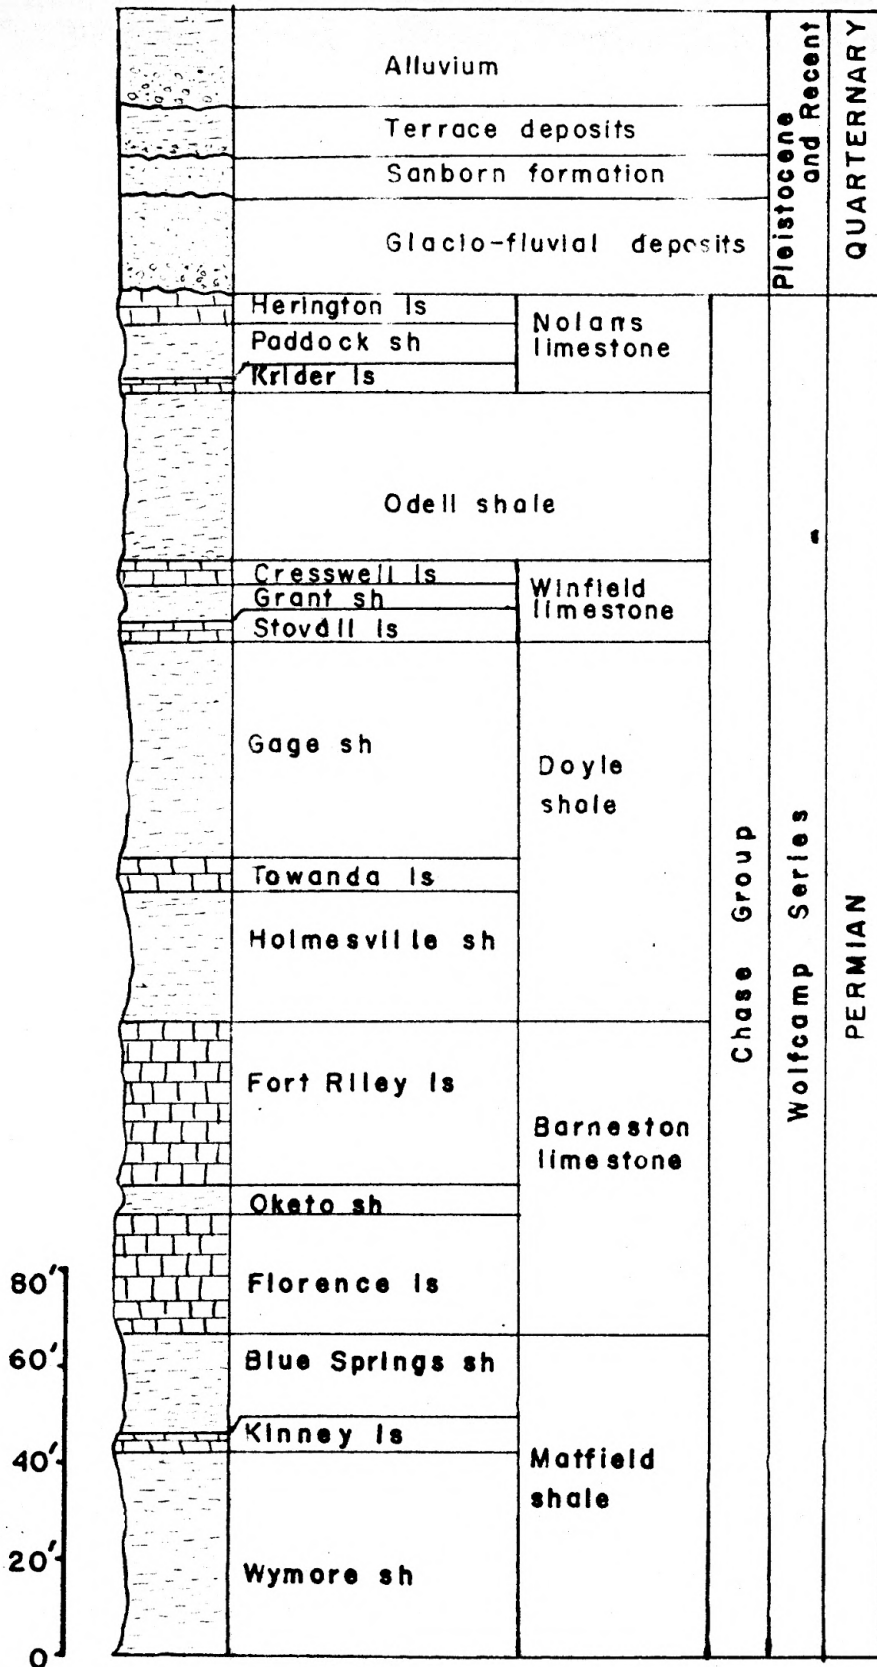 Alluvium
Terrace deposits
Sanborn formation
Glacio-fluvial deposits
Pleistocene
and Recent
QUARTERNARY
Herington ls
Paddock sh
Krider ls
Nolans
limestone
Odell shale
Cresswell ls
Grant sh
Stovall ls
Winfield
limestone
Gage sh
Towanda ls
Holmesville sh
Doyle
shale
Fort Riley ls
Oketo sh
Florence ls
Barneston
limestone
Blue Springs sh
Kinney ls
Wymore sh
Matfield
shale
Chase Group
Wolfcamp Series
PERMIAN
80'
60'
40'
20'
0